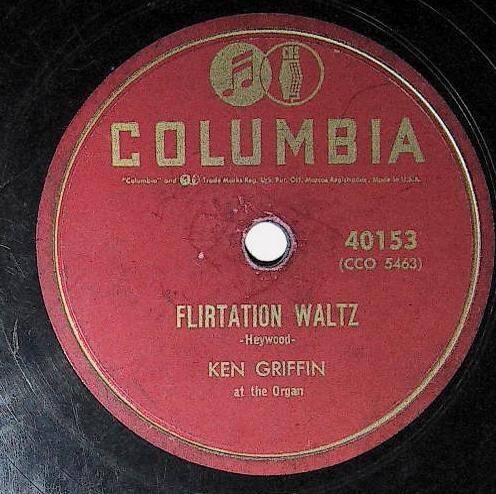 CBS
COLUMBIA
"Columbia" and Trade Marks Reg. U.S. Pat. Off. Marcas Registradas. Made in U.S.A.
40153
(CCO 5463)
FLIRTATION WALTZ
-Heywood-
KEN GRIFFIN
at the Organ